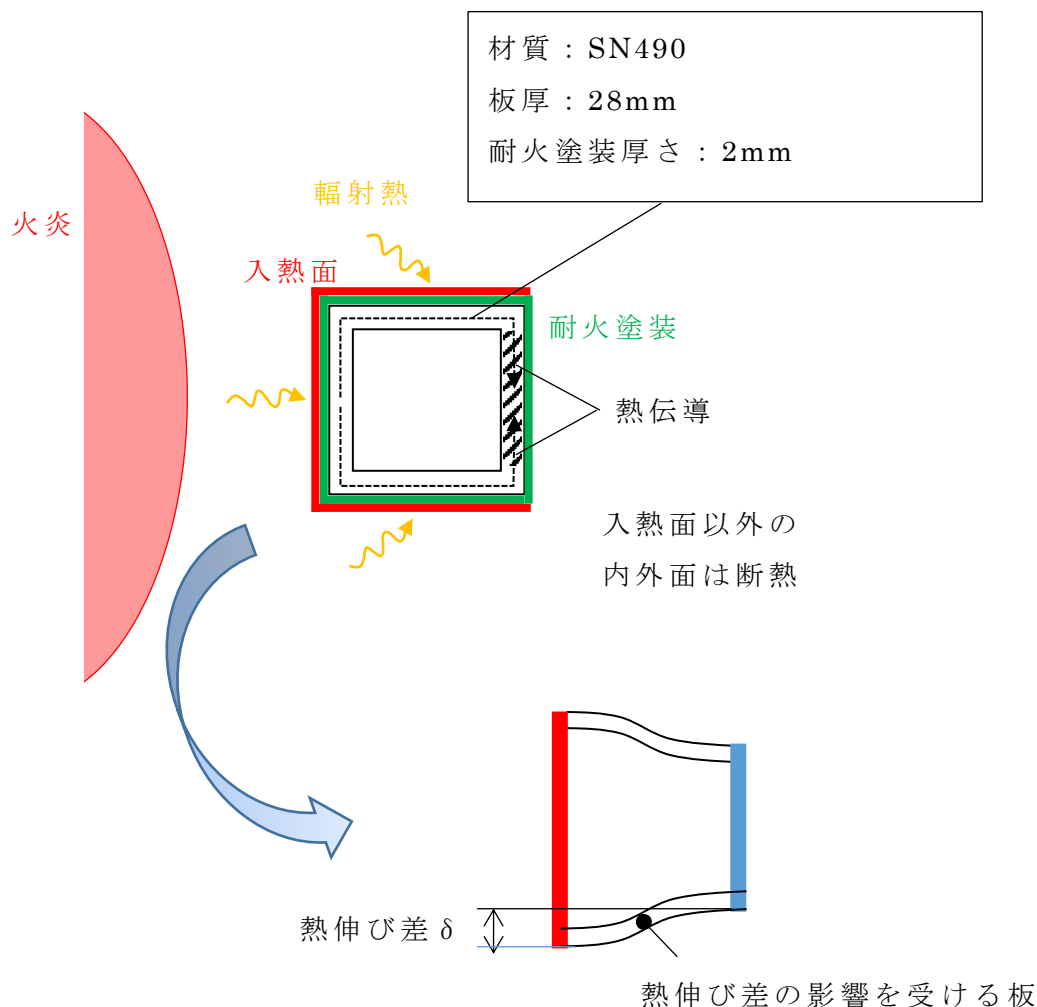 材質：SN490
板厚：28mm
耐火塗装厚さ：2mm
輻射熱
火炎
入熱面
耐火塗装
熱伝導
入熱面以外の
内外面は断熱
熱伸び差δ
熱伸び差の影響を受ける板